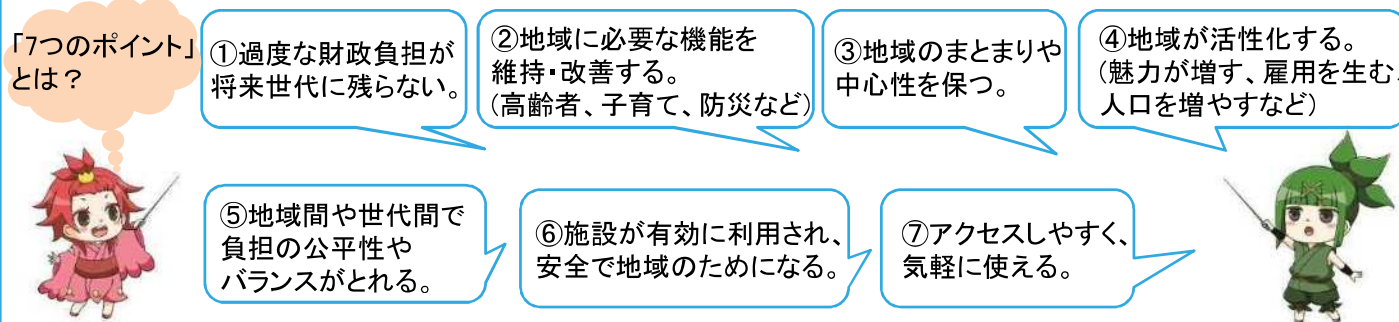 「7つのポイント」
とは？
①過度な財政負担が
将来世代に残らない。
②地域に必要な機能を
維持・改善する。
(高齢者、子育て、防災など)
③地域のまとまりや
中心性を保つ。
④地域が活性化する。
(魅力が増す、雇用を生む、
人口を増やすなど)
⑤地域間や世代間で
負担の公平性や
バランスがとれる。
⑥施設が有効に利用され、
安全で地域のためになる。
⑦アクセスしやすく、
気軽に使える。